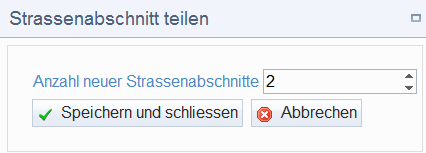 Strassenabschnitt teilen
Anzahl neuer Strassenabschnitte 2
Speichern und schliessen Abbrechen